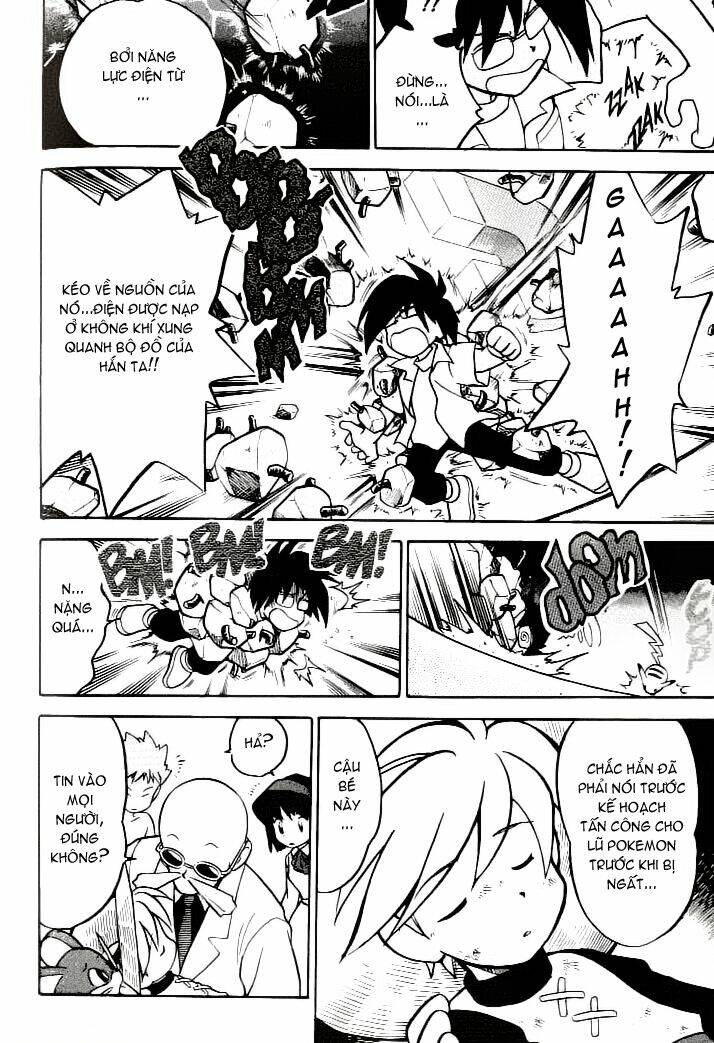 ĐỪNG...
NÓI...LÀ
...
ZZAK
ZZAK
BỞI NĂNG
LỰC ĐIỆN TỪ
...
GAAAAAHH!!
KÉO VỀ NGUỒN CỦA
NÓ...ĐIỆN ĐƯỢC NẠP
Ở KHÔNG KHÍ XUNG
QUANH BỘ ĐỒ CỦA
HẮN TA!!
DOOM
BM!
BM!
BM!
N...
NẶNG
QUÁ...
CHẮC HẲN ĐÃ
PHẢI NÓI TRƯỚC
KẾ HOẠCH
TẤN CÔNG CHO
LŨ POKEMON
TRƯỚC KHI BỊ
NGẤT...
CẬU
BÉ
NÀY
...
HẢ?
TIN VÀO
MỌI
NGƯỜI,
ĐÚNG
KHÔNG?